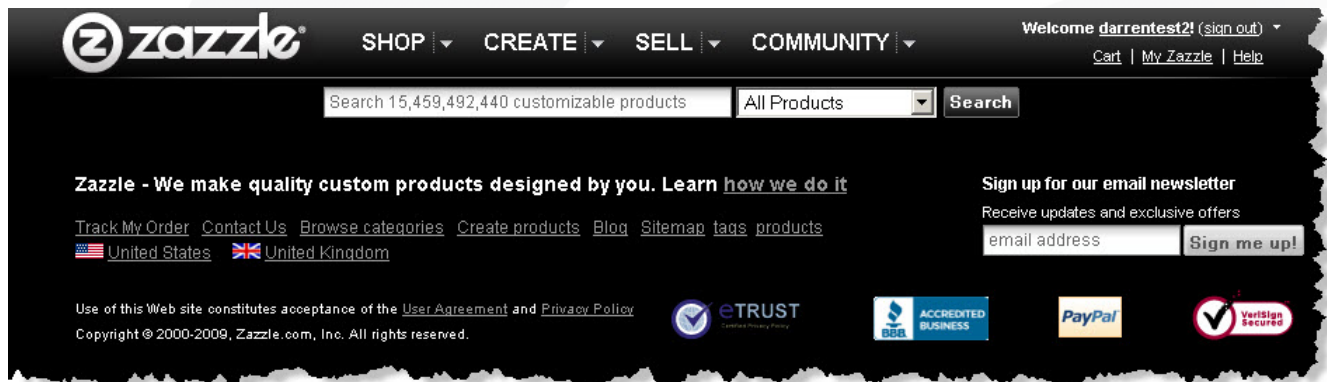 zazzle®
SHOP CREATE SELL COMMUNITY
Welcome darrentest2! (sign out)
Cart | My Zazzle | Help
Search 15,459,492,440 customizable products All Products Search
Zazzle - We make quality custom products designed by you. Learn how we do it
Track My Order Contact Us Browse categories Create products Blog Sitemap tags products
United States United Kingdom
Sign up for our email newsletter
Receive updates and exclusive offers
email address Sign me up!
Use of this Web site constitutes acceptance of the User Agreement and Privacy Policy
Copyright © 2000-2009, Zazzle.com, Inc. All rights reserved.
eTRUST
Certified Privacy Policy
BBB
ACCREDITED
BUSINESS
PayPal
VeriSign
Secured